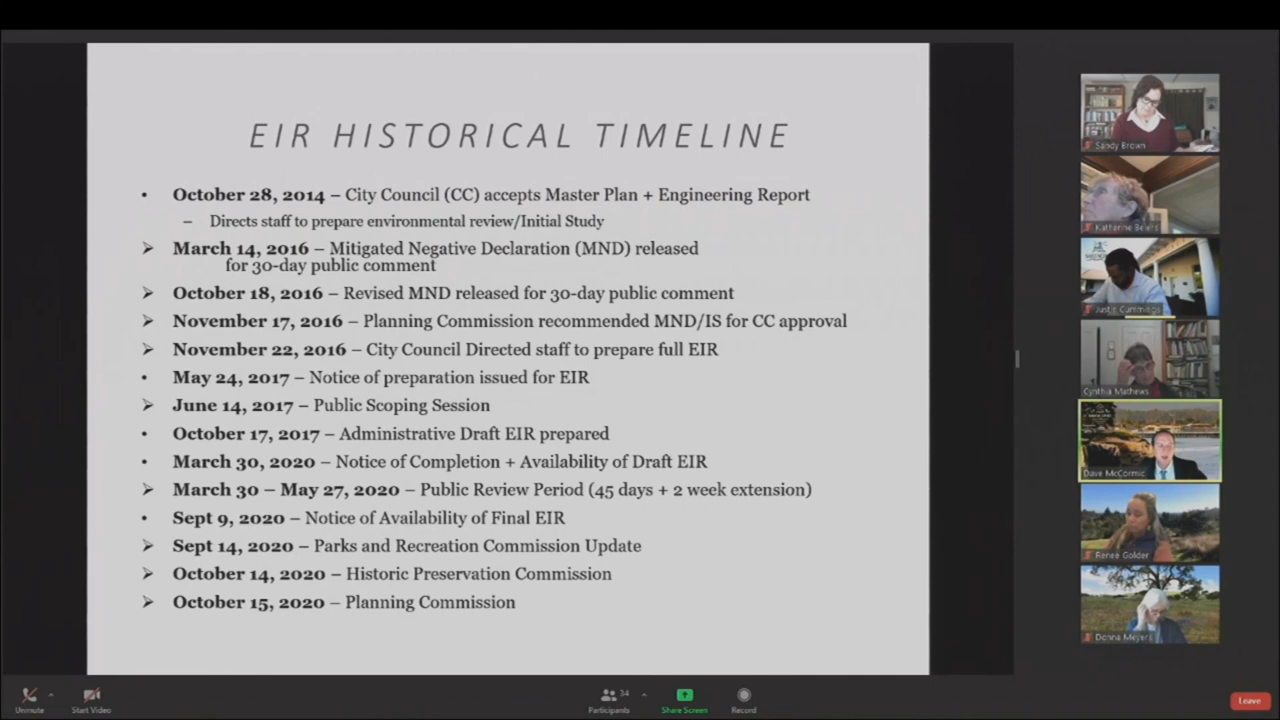 EIR HISTORICAL TIMELINE
• October 28, 2014 – City Council (CC) accepts Master Plan + Engineering Report
– Directs staff to prepare environmental review/Initial Study
➢ March 14, 2016 – Mitigated Negative Declaration (MND) released
for 30-day public comment
➢ October 18, 2016 – Revised MND released for 30-day public comment
➢ November 17, 2016 – Planning Commission recommended MND/IS for CC approval
➢ November 22, 2016 – City Council Directed staff to prepare full EIR
• May 24, 2017 – Notice of preparation issued for EIR
• June 14, 2017 – Public Scoping Session
• October 17, 2017 – Administrative Draft EIR prepared
• March 30, 2020 – Notice of Completion + Availability of Draft EIR
➢ March 30 – May 27, 2020 – Public Review Period (45 days + 2 week extension)
• Sept 9, 2020 – Notice of Availability of Final EIR
➢ Sept 14, 2020 – Parks and Recreation Commission Update
➢ October 14, 2020 – Historic Preservation Commission
➢ October 15, 2020 – Planning Commission
Sandy Brown
Katharine Beiers
Justin Cummings
Cynthia Mathews
Dave McCormic
Renee Golder
Donna Meyers
Unmute
Start Video
34
Participants
Share Screen
Record
Leave